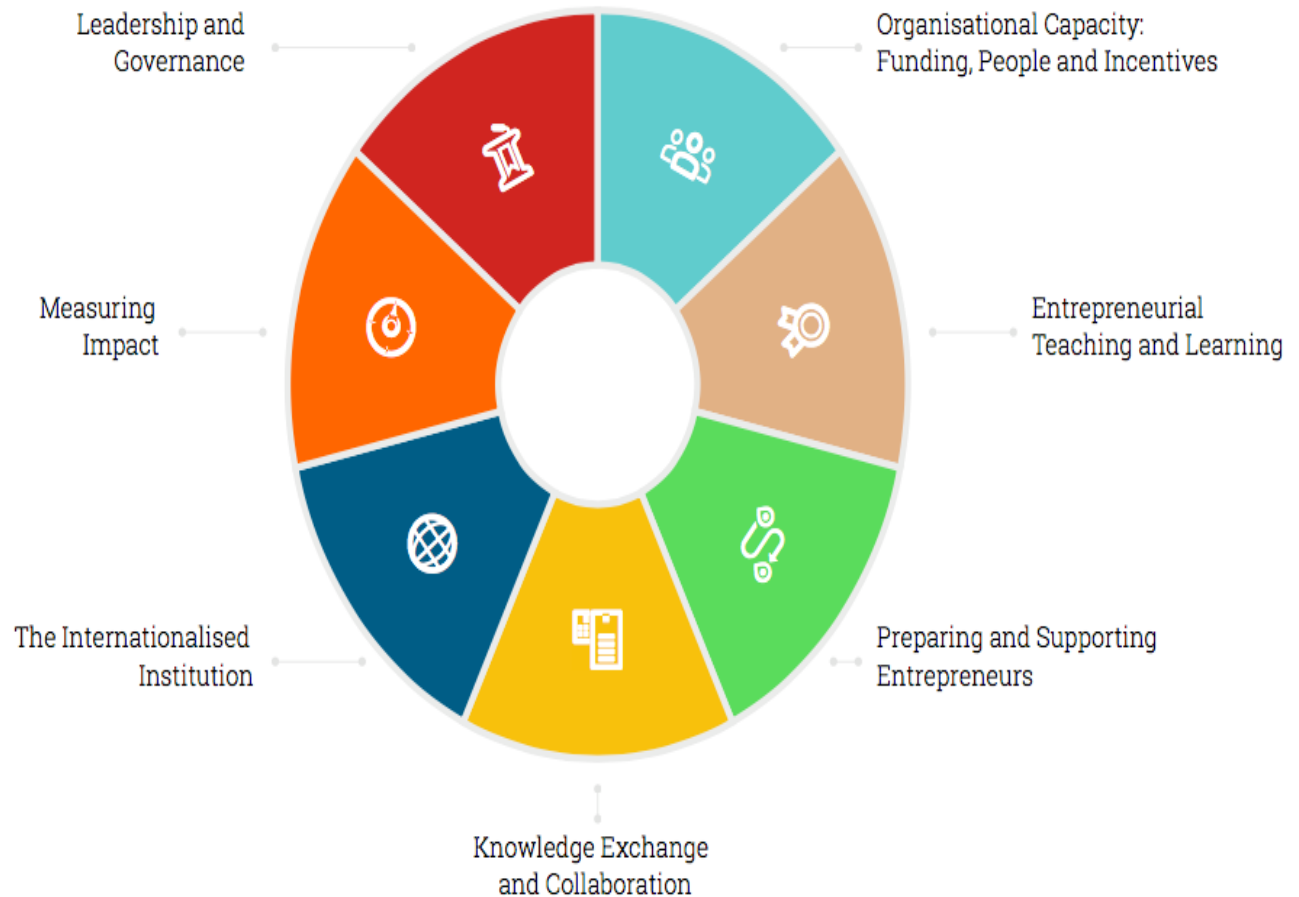 Leadership and
Governance
Organisational Capacity:
Funding, People and Incentives
Measuring
Impact
Entrepreneurial
Teaching and Learning
The Internationalised
Institution
Preparing and Supporting
Entrepreneurs
Knowledge Exchange
and Collaboration